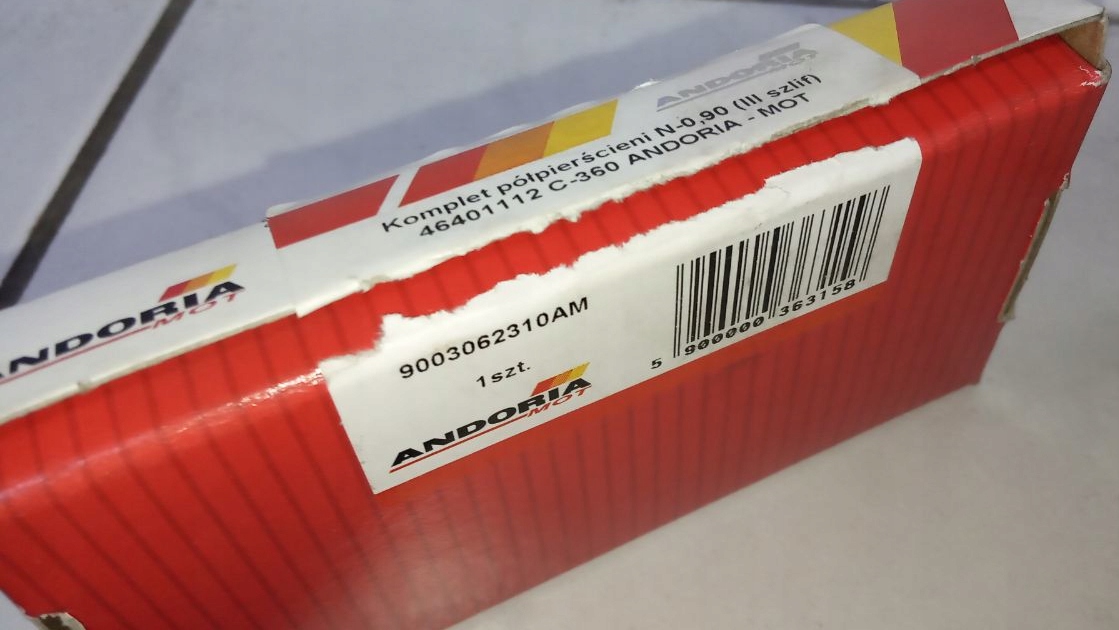 ANDORIA
MOT
ANDORIA
Komplet półpierścieni N-0,90 (III szlif)
46401112 C-360 ANDORIA - MOT
9003062310AM
1szt.
ANDORIA
MOT
5 900000 363158